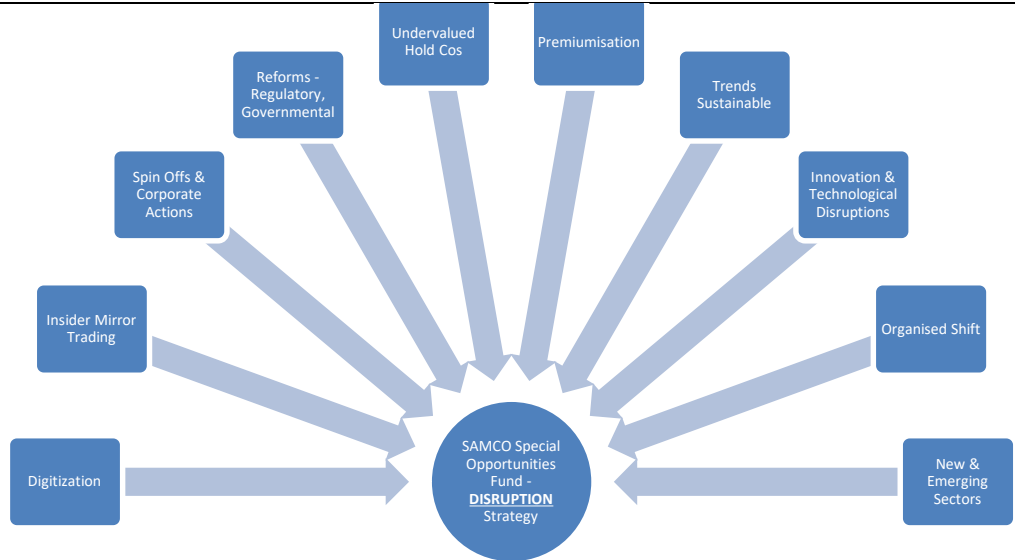 Undervalued
Hold Cos
Premiumisation
Reforms -
Regulatory,
Governmental
Trends
Sustainable
Spin Offs &
Corporate
Actions
Innovation &
Technological
Disruptions
Insider Mirror
Trading
Organised Shift
Digitization
SAMCO Special
Opportunities
Fund -
DISRUPTION
Strategy
New &
Emerging
Sectors